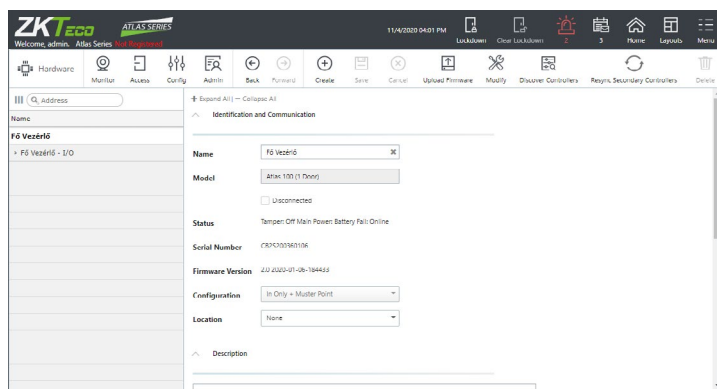 ZKTeco ATLAS SERIES
Welcome, admin. Atlas Series Not Registered
11/4/2020 04:01 PM
Lockdown
Clear Lockdown
2
3
Home
Layouts
Menu
Hardware
Monitor
Access
Config
Admin
Back
Forward
Create
Save
Cancel
Upload Firmware
Modify
Discover Controllers
Resync Secondary Controllers
Delete
Address
Name
Fő Vezérlő
Fő Vezérlő - I/O
Expand All | — Collapse All
Identification and Communication
Name Fő Vezérlő
Model Atlas 100 (1 Door)
Disconnected
Status Tamper: Off Main Power: Battery Fail: Online
Serial Number CB2S200360106
Firmware Version 2.0 2020-01-06-184433
Configuration In Only + Muster Point
Location None
Description